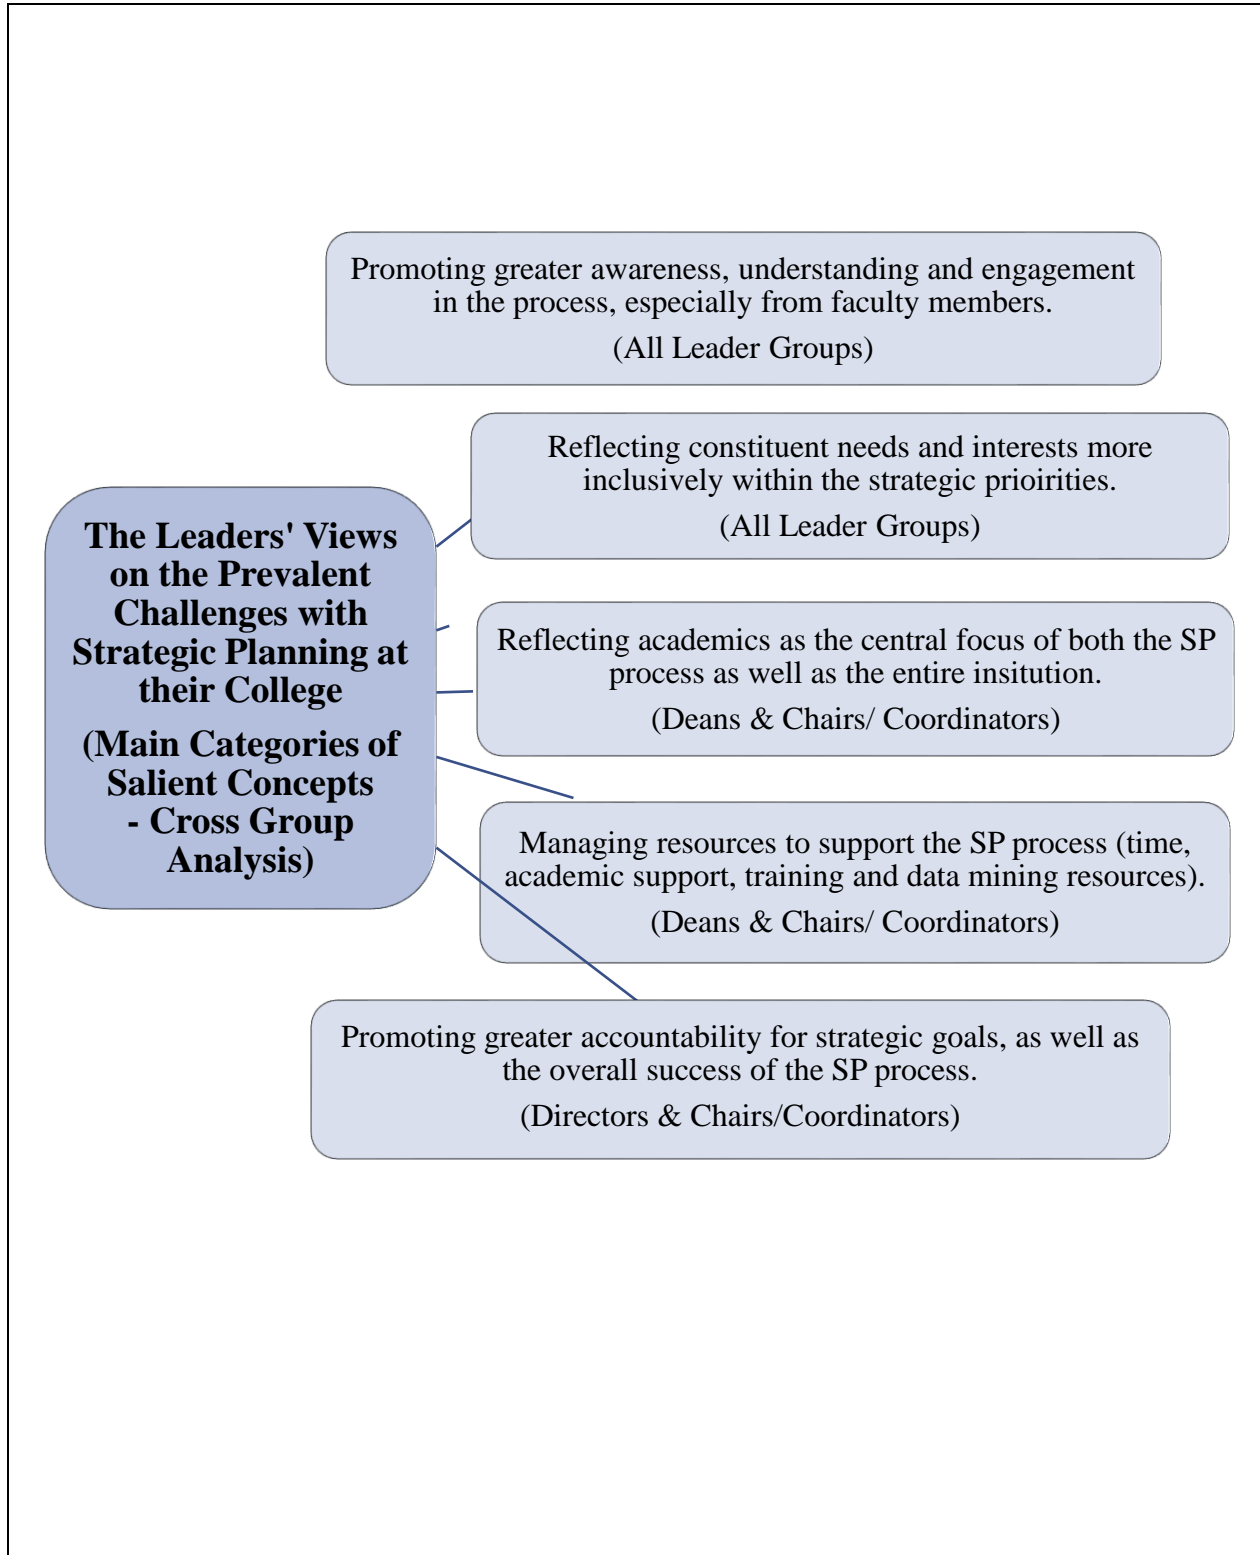 Promoting greater awareness, understanding and engagement
in the process, especially from faculty members.
(All Leader Groups)
Reflecting constituent needs and interests more
inclusively within the strategic prioirities.
(All Leader Groups)
The Leaders' Views
on the Prevalent
Challenges with
Strategic Planning at
their College
(Main Categories of
Salient Concepts
- Cross Group
Analysis)
Reflecting academics as the central focus of both the SP
process as well as the entire insitution.
(Deans & Chairs/ Coordinators)
Managing resources to support the SP process (time,
academic support, training and data mining resources).
(Deans & Chairs/ Coordinators)
Promoting greater accountability for strategic goals, as well as
the overall success of the SP process.
(Directors & Chairs/Coordinators)